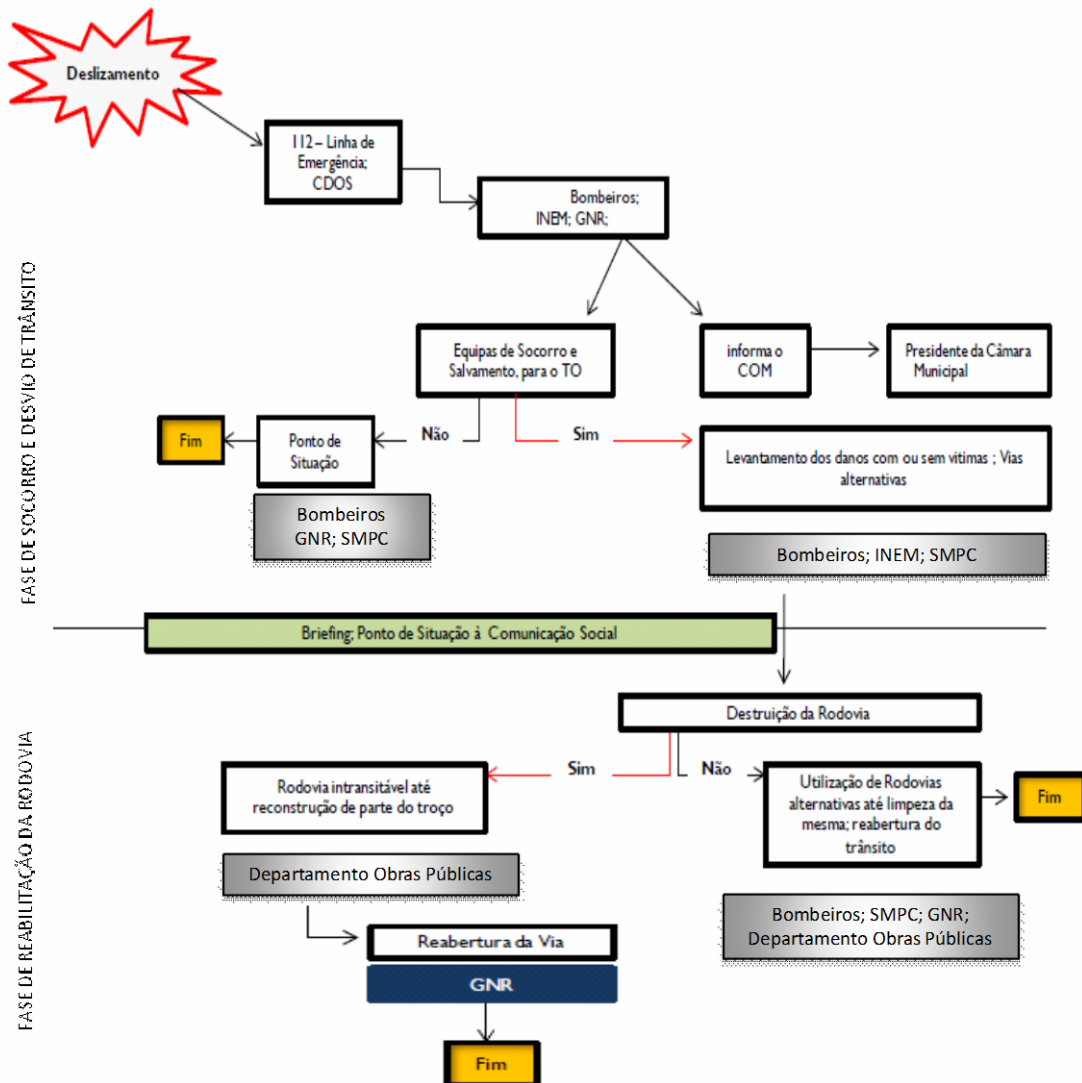 Deslizamento
112 – Linha de
Emergência;
CDOS
Bombeiros;
INEM; GNR;
FASE DE SOCORRO E DESVIO DE TRÂNSITO
Equipas de Socorro e
Salvamento, para o TO
informa o
COM
Presidente da Câmara
Municipal
Fim
Ponto de
Situação
Não
Sim
Levantamento dos danos com ou sem vitimas ; Vias
alternativas
Bombeiros
GNR; SMPC
Bombeiros; INEM; SMPC
Briefing; Ponto de Situação à Comunicação Social
FASE DE REABILITAÇÃO DA RODOVIA
Destruição da Rodovia
Sim
Não
Rodovia intransitável até
reconstrução de parte do troço
Utilização de Rodovias
alternativas até limpeza da
mesma; reabertura do
trânsito
Fim
Departamento Obras Públicas
Bombeiros; SMPC; GNR;
Departamento Obras Públicas
Reabertura da Via
GNR
Fim